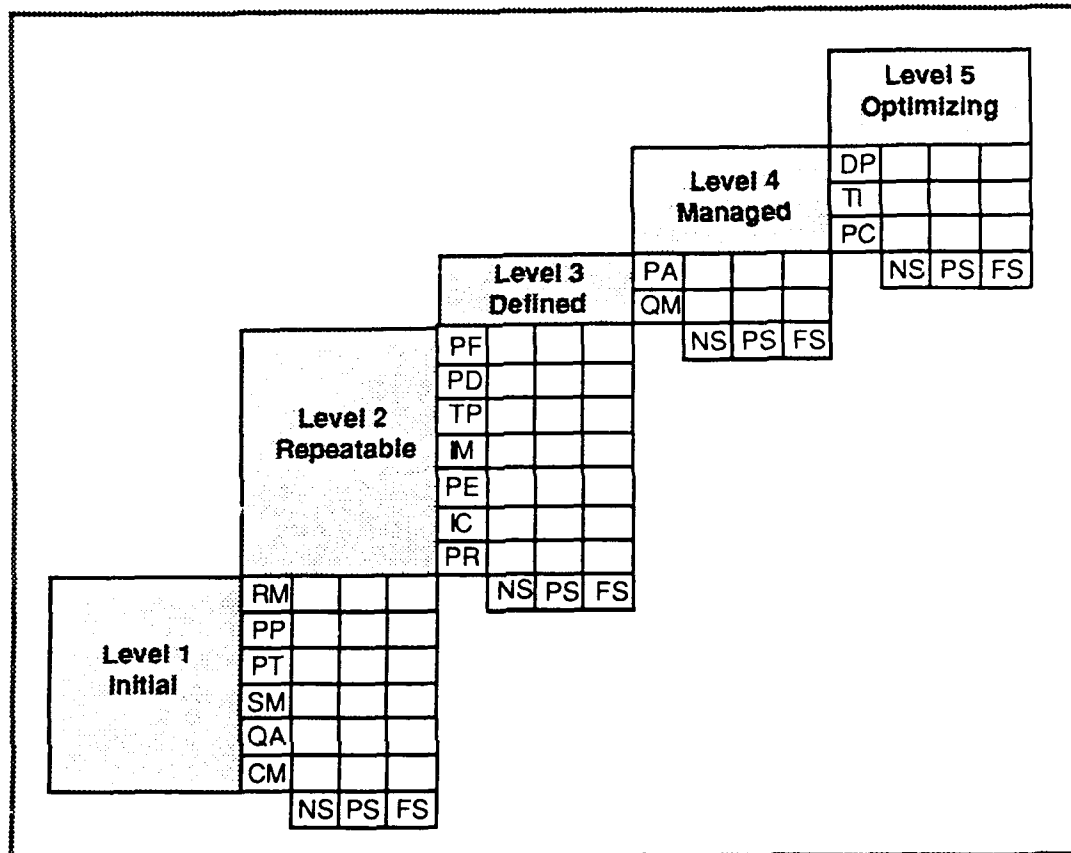 Level 5
Optimizing
DP
TI
PC
NS PS FS
Level 4
Managed
PA
QM
NS PS FS
Level 3
Defined
PF
PD
TP
IM
PE
IC
PR
NS PS FS
Level 2
Repeatable
RM
PP
PT
SM
QA
CM
NS PS FS
Level 1
Initial